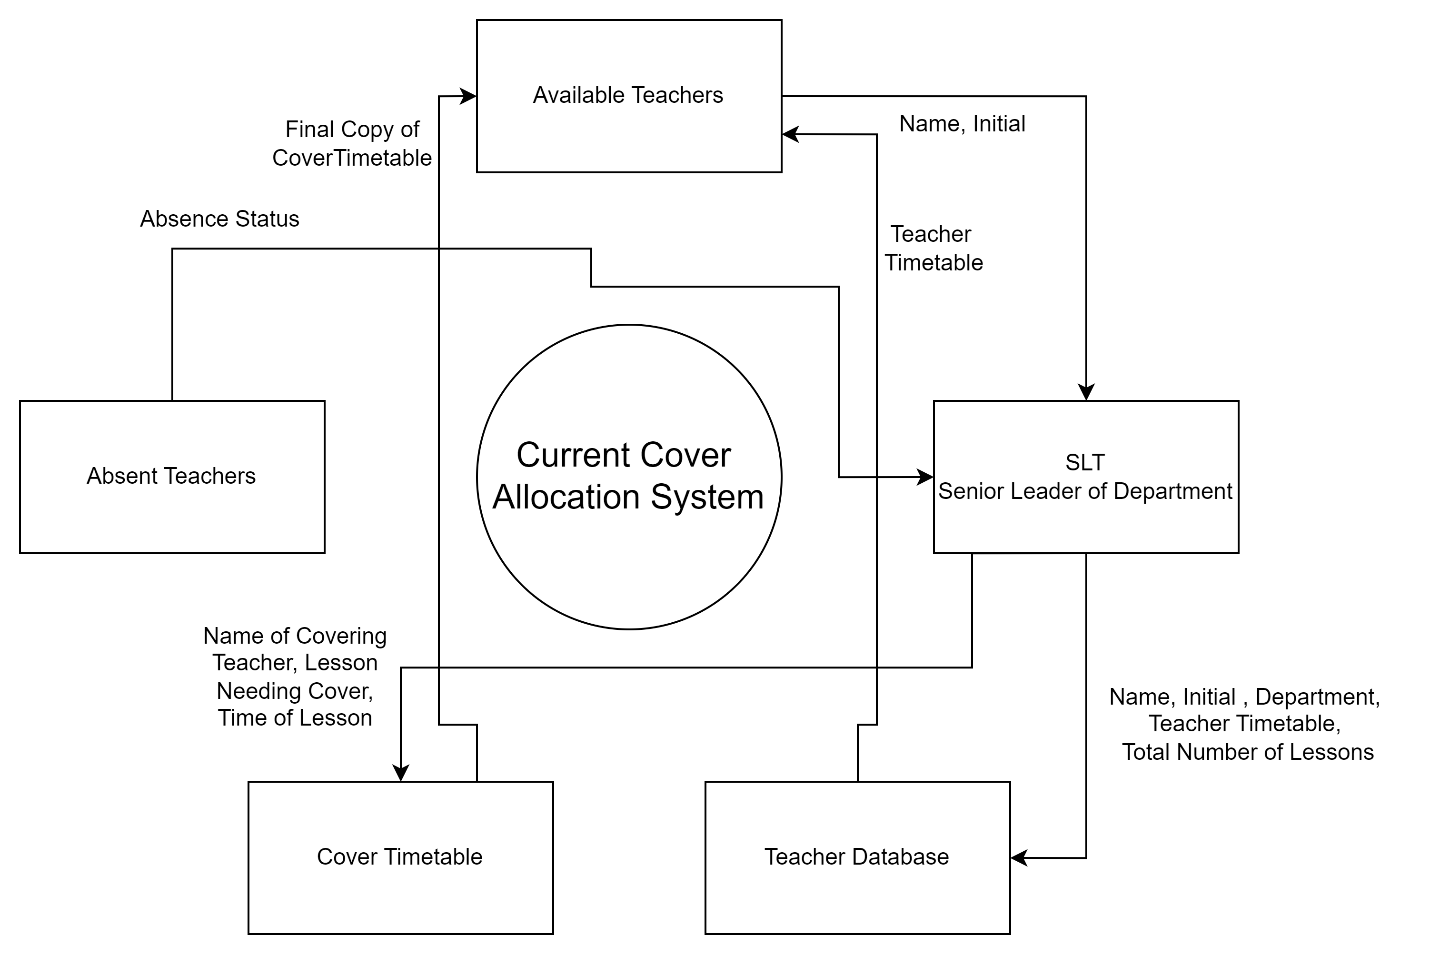 Available Teachers
Name, Initial
Final Copy of
CoverTimetable
Absence Status
Teacher
Timetable
Current Cover
Allocation System
Absent Teachers
SLT
Senior Leader of Department
Name of Covering
Teacher, Lesson
Needing Cover,
Time of Lesson
Name, Initial , Department,
Teacher Timetable,
Total Number of Lessons
Cover Timetable
Teacher Database